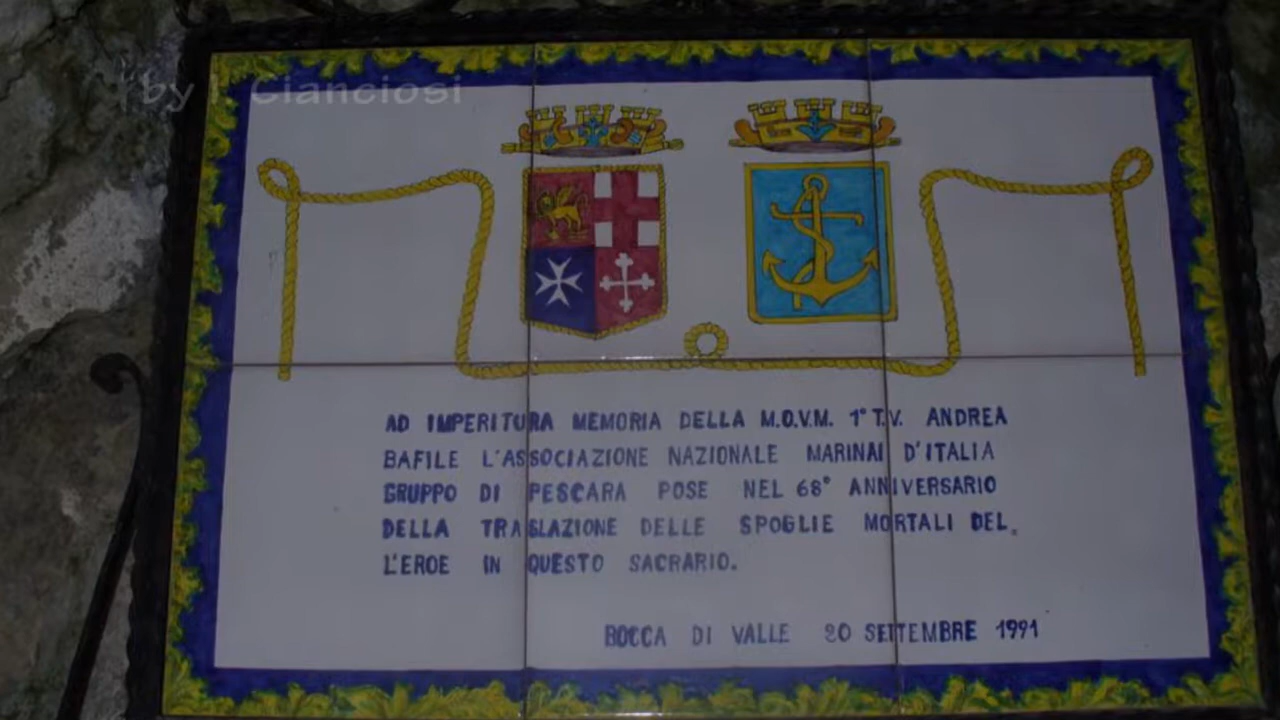 by F. Cianciosi
AD IMPERITURA MEMORIA DELLA M.O.V.M. 1° T.V. ANDREA
BAFILE L'ASSOCIAZIONE NAZIONALE MARINAI D'ITALIA
GRUPPO DI PESCARA POSE NEL 68° ANNIVERSARIO
DELLA TRASLAZIONE DELLE SPOGLIE MORTALI DEL.
L'EROE IN QUESTO SACRARIO.
BOCCA DI VALLE 20 SETTEMBRE 1991